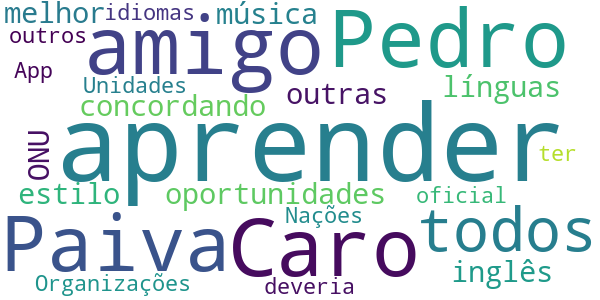 melhor idiomas música
outros amigo Pedro
App Unidades outras línguas
concordando
ONU aprender ter
estilo oportunidades oficial
Paiva Caro Nações todos
Organizações deveria inglês